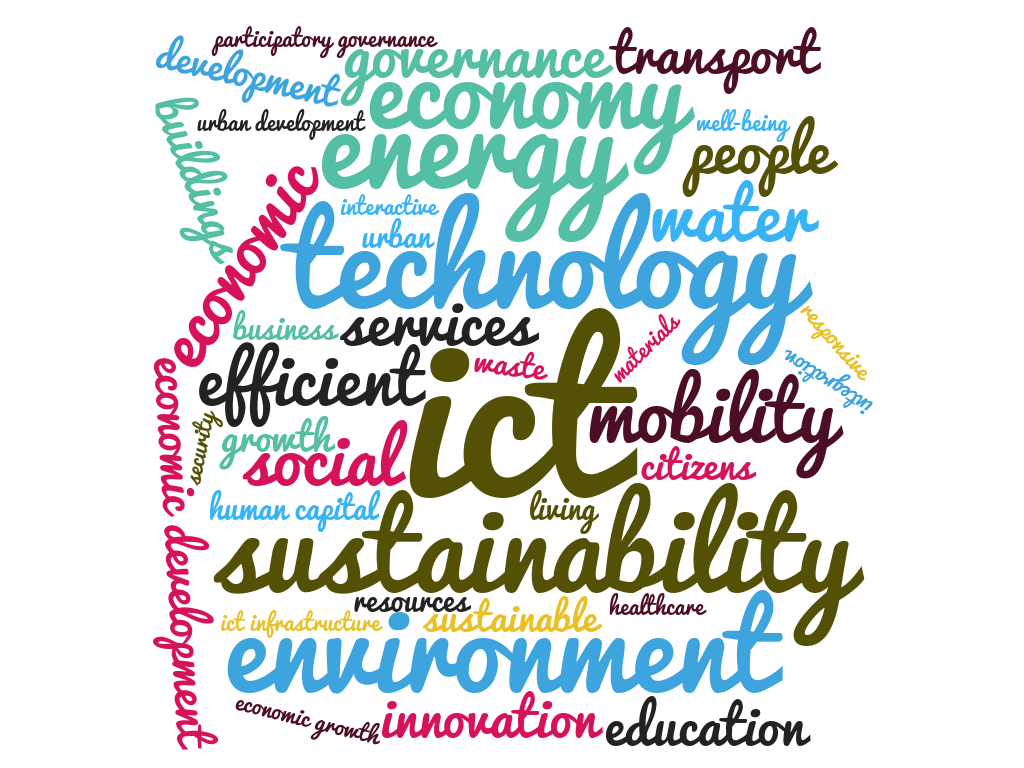 participatory governance
development
governance
transport
economy
buildings
urban development
well-being
energy
people
economic
interactive
water
urban
technology
business
services
responsive
materials
integration
waste
efficient
ict
economic development
mobility
security
growth
social
citizens
human capital
living
sustainability
resources
healthcare
ict infrastructure
sustainable
environment
economic growth
innovation
education